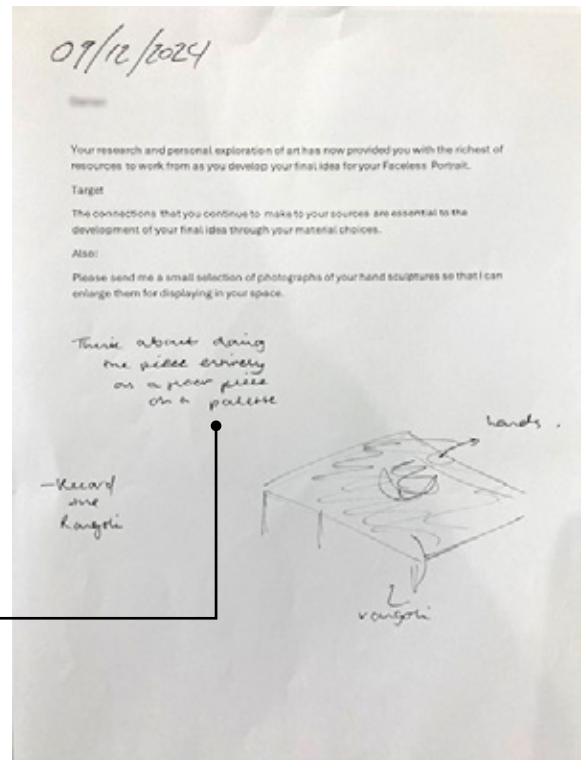 09/12/2024
Your research and personal exploration of art has now provided you with the richest of
resources to work from as you develop your final idea for your Faceless Portrait.
Target
The connections that you continue to make to your sources are essential to the
development of your final idea through your material choices.
Also:
Please send me a small selection of photographs of your hand sculptures so that I can
enlarge them for displaying in your space.
Think about doing
the piece entirely
as a floor piece
on a palette
hands.
-Record
the
Rangoli
rangoli